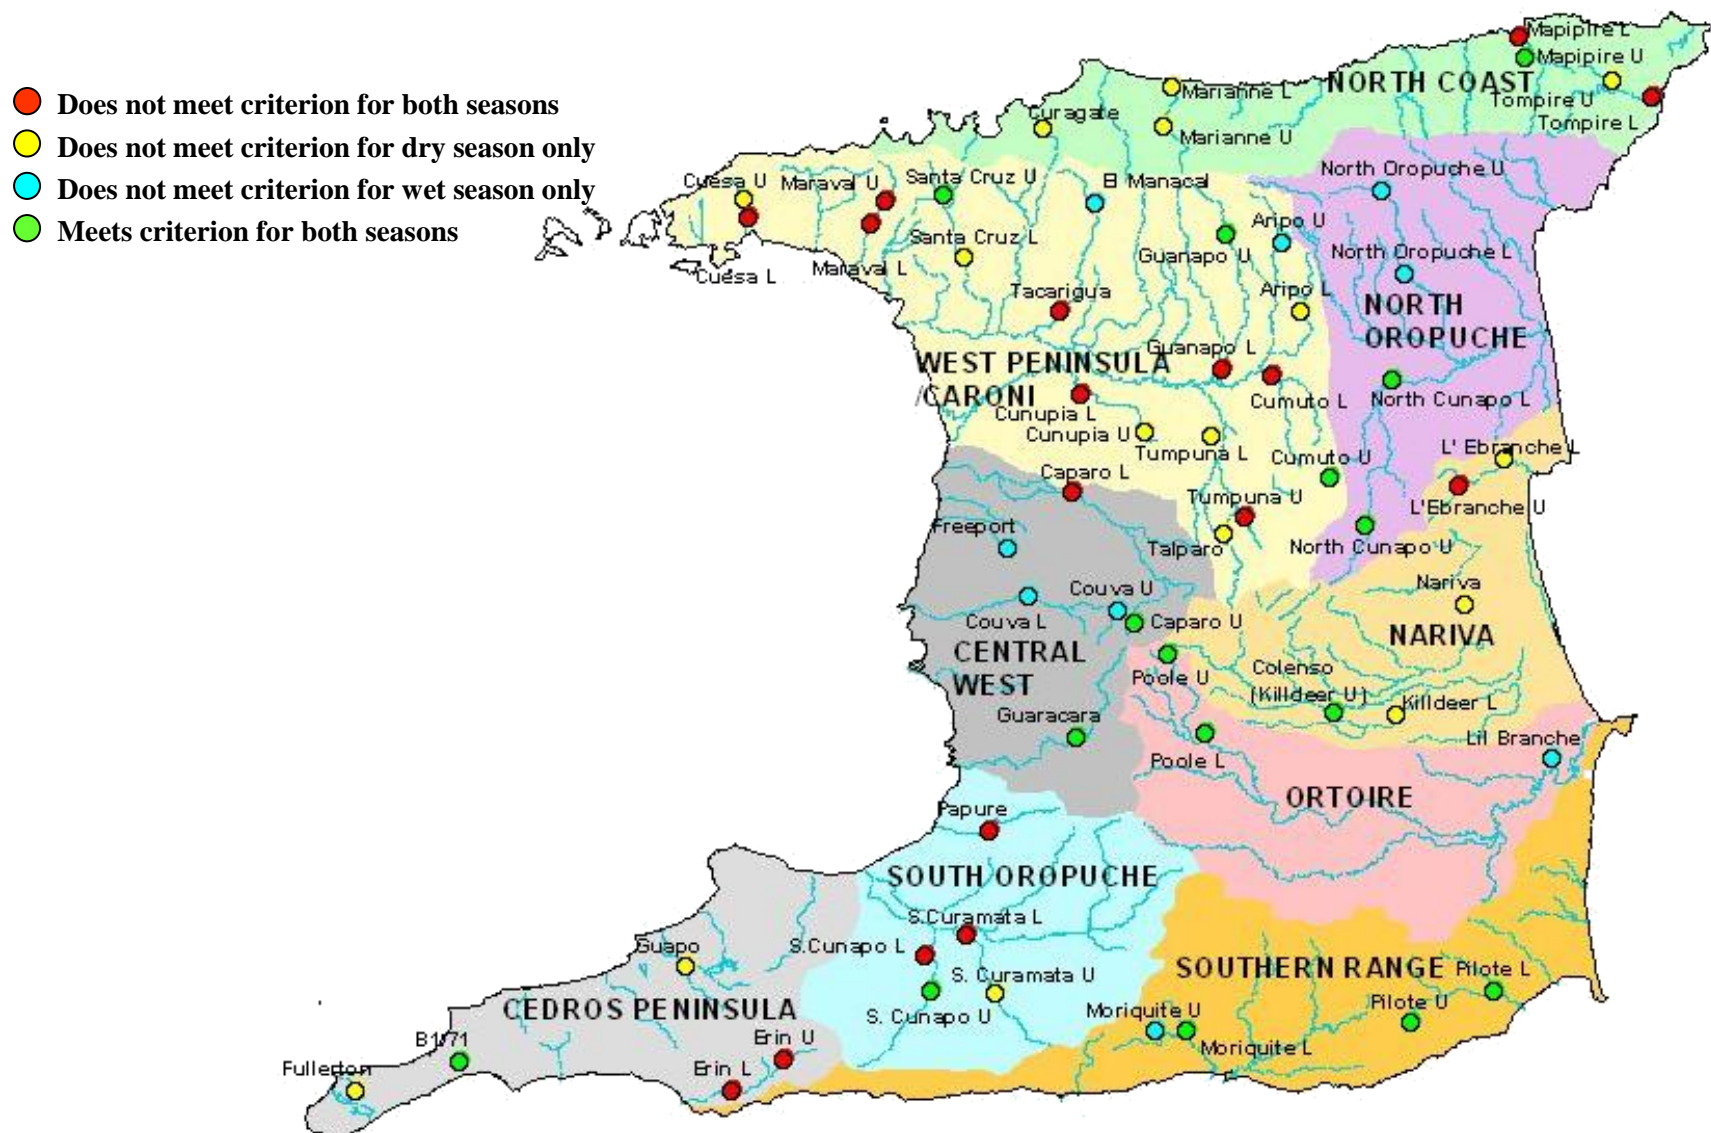 Does not meet criterion for both seasons
Does not meet criterion for dry season only
Does not meet criterion for wet season only
Meets criterion for both seasons
Mapipire L
Mapipire U
NORTH COAST
Tompire U
Tompire L
Marianne L
Marianne U
Curagate
North Oropuche U
Cuesa U
Maraval U
Santa Cruz U
El Manacal
Aripo U
Guanapo U
Santa Cruz L
North Oropuche L
Cuesa L
Maraval L
Tacarigua
Aripo L
NORTH
OROPUCHE
Guanapo L
WEST PENINSULA
/CARONI
Cumuto L
North Cunapo L
Cunupia L
Cunupia U
Tumpuna L
L' Ebranche L
Cumuto U
Caparo L
Tumpuna U
L'Ebranche U
Freeport
Talparo
North Cunapo U
Nariva
Couva U
Couva L
Caparo U
NARIVA
CENTRAL
WEST
Poole U
Colenso
(Killdeer U)
Killdeer L
Guaracara
Lil Branche
Poole L
ORTOIRE
Papure
SOUTH OROPUCHE
S.Curamata L
S.Cunapo L
Guapo
S. Curamata U
SOUTHERN RANGE
Pilote L
Pilote U
CEDROS PENINSULA
S. Cunapo U
Moriquite U
Moriquite L
B1/71
Erin U
Fullerton
Erin L